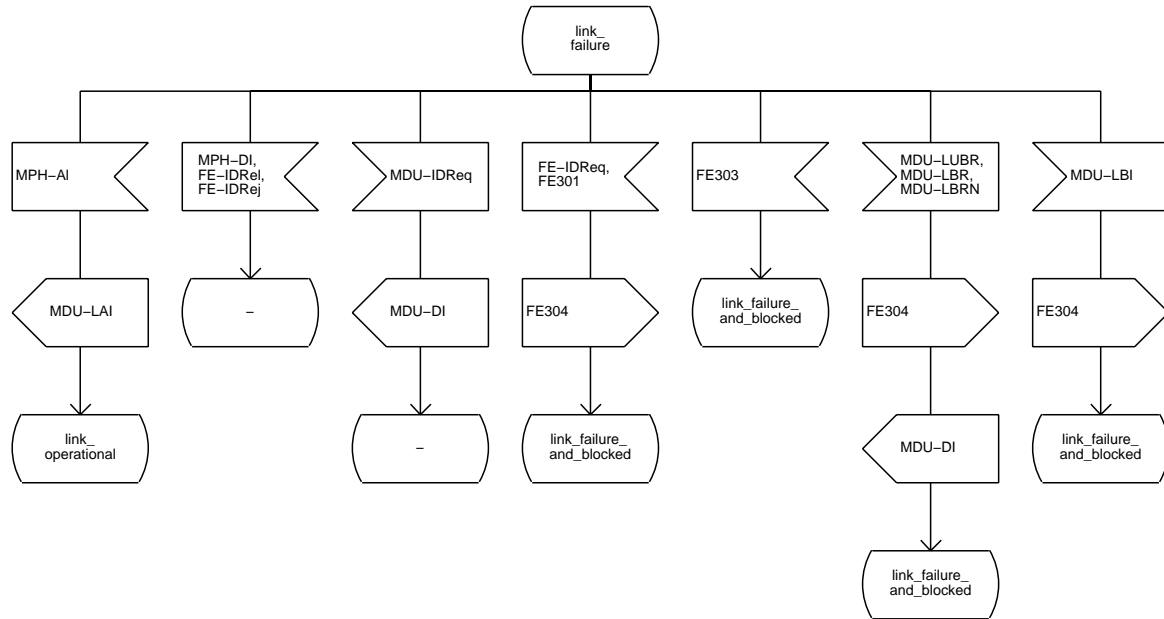 link_
failure
MPH–AI
MPH–DI,
FE–IDRel,
FE–IDRej
MDU–IDReq
FE–IDReq,
FE301
FE303
MDU–LUBR,
MDU–LBR,
MDU–LBRN
MDU–LBI
MDU–LAI
–
MDU–DI
FE304
link_failure_
and_blocked
FE304
FE304
link_
operational
–
link_failure_
and_blocked
MDU–DI
link_failure_
and_blocked
link_failure_
and_blocked